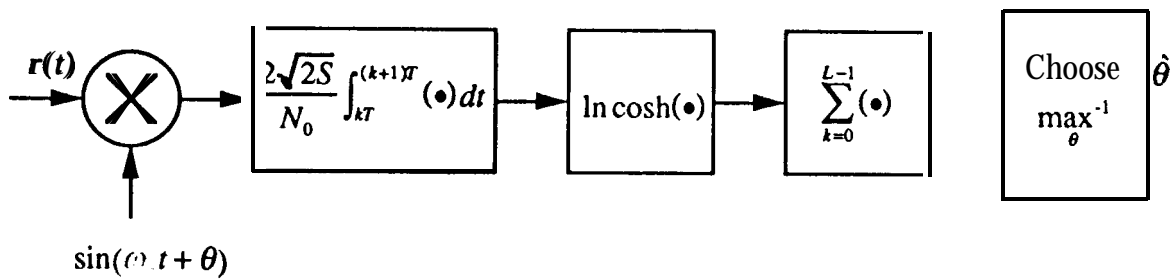 r(t)
2√2S/N₀ ∫_{kT}^{(k+1)T} (•) dt
ln cosh(•)
∑_{k=0}^{L-1} (•)
Choose
max_θ⁻¹
θ̂
sin(ω t + θ)